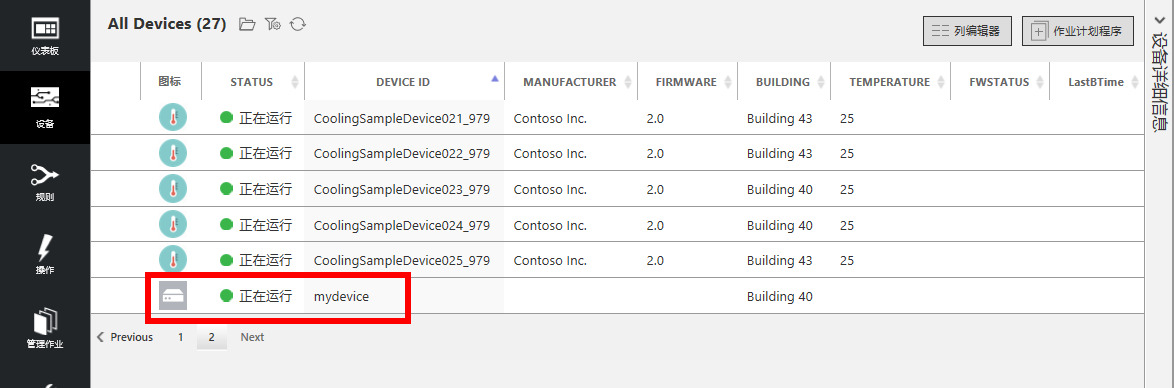 仪表板
设备
规则
操作
管理作业
All Devices (27)
列编辑器
作业计划程序
图标 STATUS DEVICE ID MANUFACTURER FIRMWARE BUILDING TEMPERATURE FWSTATUS LastBTime
正在运行 CoolingSampleDevice021_979 Contoso Inc. 2.0 Building 43 25
正在运行 CoolingSampleDevice022_979 Contoso Inc. 2.0 Building 43 25
正在运行 CoolingSampleDevice023_979 Contoso Inc. 2.0 Building 40 25
正在运行 CoolingSampleDevice024_979 Contoso Inc. 2.0 Building 40 25
正在运行 CoolingSampleDevice025_979 Contoso Inc. 2.0 Building 43 25
正在运行 mydevice Building 40
Previous 1 2 Next
设备详细信息